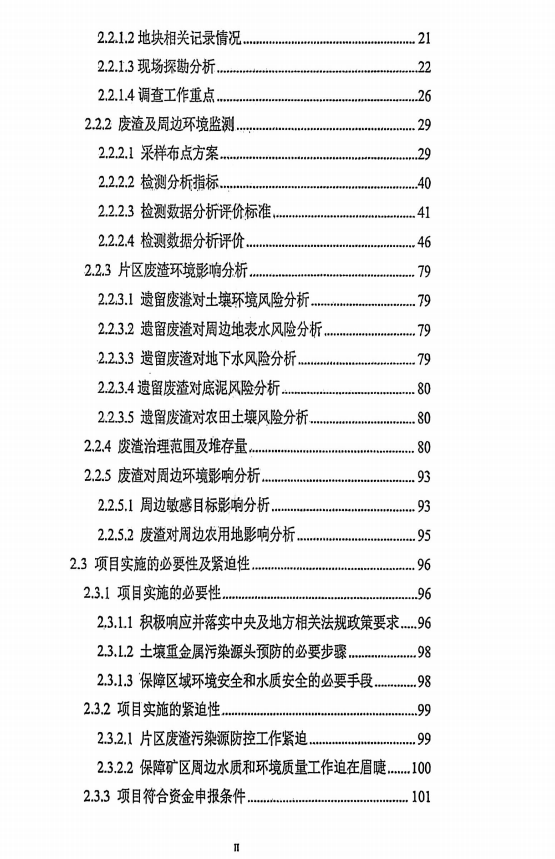 2.2.1.2 地块相关记录情况........................................ 21
2.2.1.3 现场探勘分析..............................................22
2.2.1.4 调查工作重点.............................................. 26
2.2.2 废渣及周边环境监测......................................... 29
2.2.2.1 采样布点方案..............................................29
2.2.2.2 检测分析指标..............................................40
2.2.2.3 检测数据分析评价标准................................. 41
2.2.2.4 检测数据分析评价....................................... 46
2.2.3 片区废渣环境影响分析...................................... 79
2.2.3.1 遗留废渣对土壤环境风险分析........................ 79
2.2.3.2 遗留废渣对周边地表水风险分析..................... 79
2.2.3.3 遗留废渣对地下水风险分析........................... 79
2.2.3.4 遗留废渣对底泥风险分析............................... 80
2.2.3.5 遗留废渣对农田土壤风险分析........................ 80
2.2.4 废渣治理范围及堆存量...................................... 80
2.2.5 废渣对周边环境影响分析................................... 93
2.2.5.1 周边敏感目标影响分析................................. 93
2.2.5.2 废渣对周边农用地影响分析........................... 95
2.3 项目实施的必要性及紧迫性..................................... 96
2.3.1 项目实施的必要性............................................96
2.3.1.1 积极响应并落实中央及地方相关法规政策要求.....96
2.3.1.2 土壤重金属污染源头预防的必要步骤............... 98
2.3.1.3 保障区域环境安全和水质安全的必要手段..........98
2.3.2 项目实施的紧迫性............................................99
2.3.2.1 片区废渣污染源防控工作紧迫......................... 99
2.3.2.2 保障矿区周边水质和环境质量工作迫在眉睫.......100
2.3.3 项目符合资金申报条件...................................... 101
II